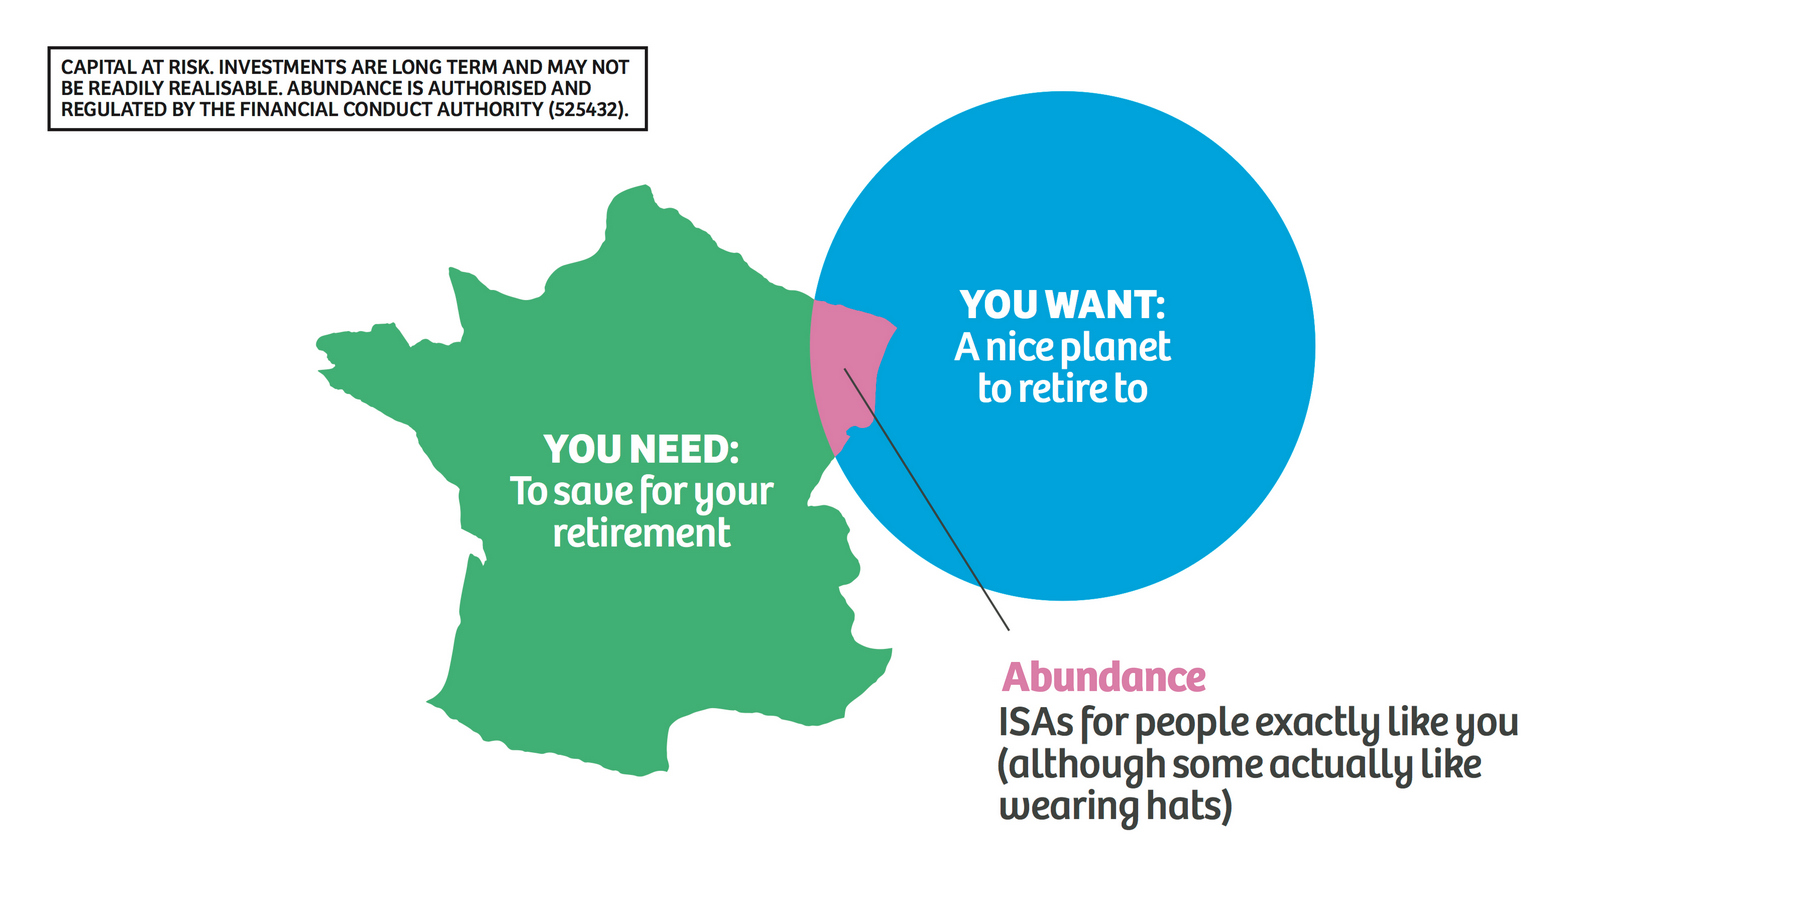 CAPITAL AT RISK. INVESTMENTS ARE LONG TERM AND MAY NOT
BE READILY REALISABLE. ABUNDANCE IS AUTHORISED AND
REGULATED BY THE FINANCIAL CONDUCT AUTHORITY (525432).
YOU WANT:
A nice planet
to retire to
YOU NEED:
To save for your
retirement
Abundance
ISAs for people exactly like you
(although some actually like
wearing hats)